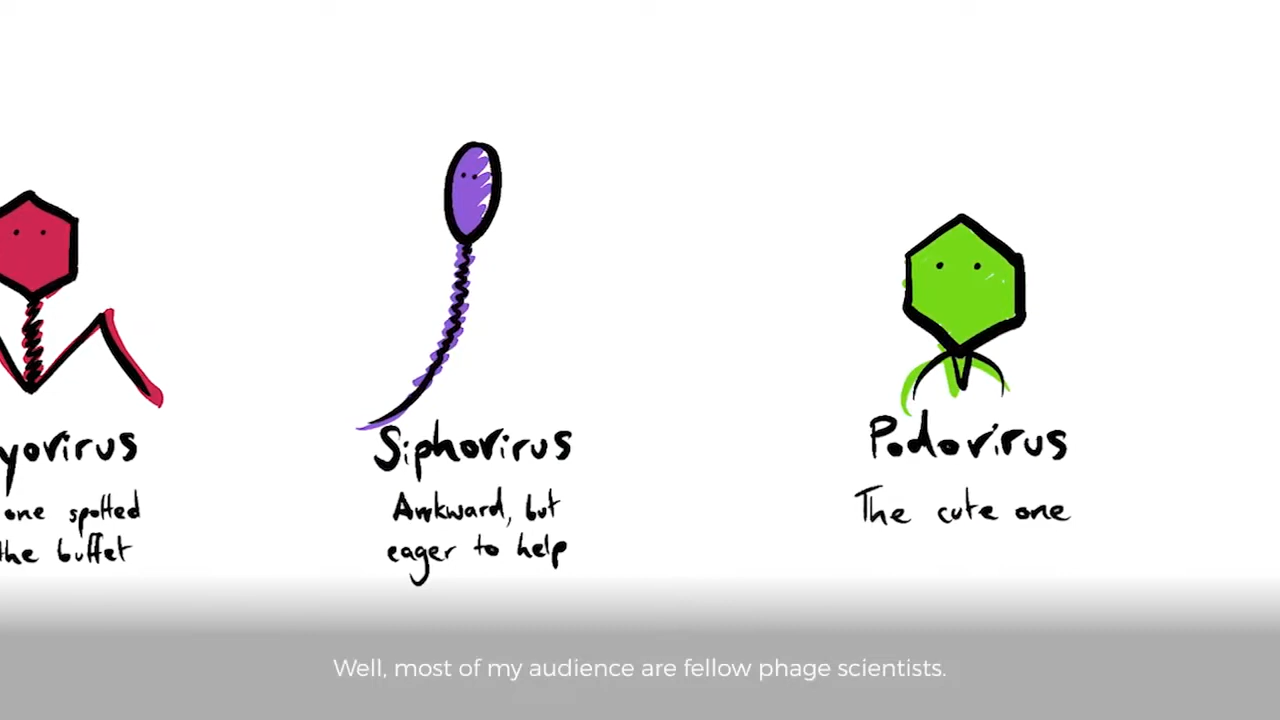 yovirus
one spotted
the buffet
Siphovirus
Awkward, but
eager to help
Podovirus
The cute one
Well, most of my audience are fellow phage scientists.